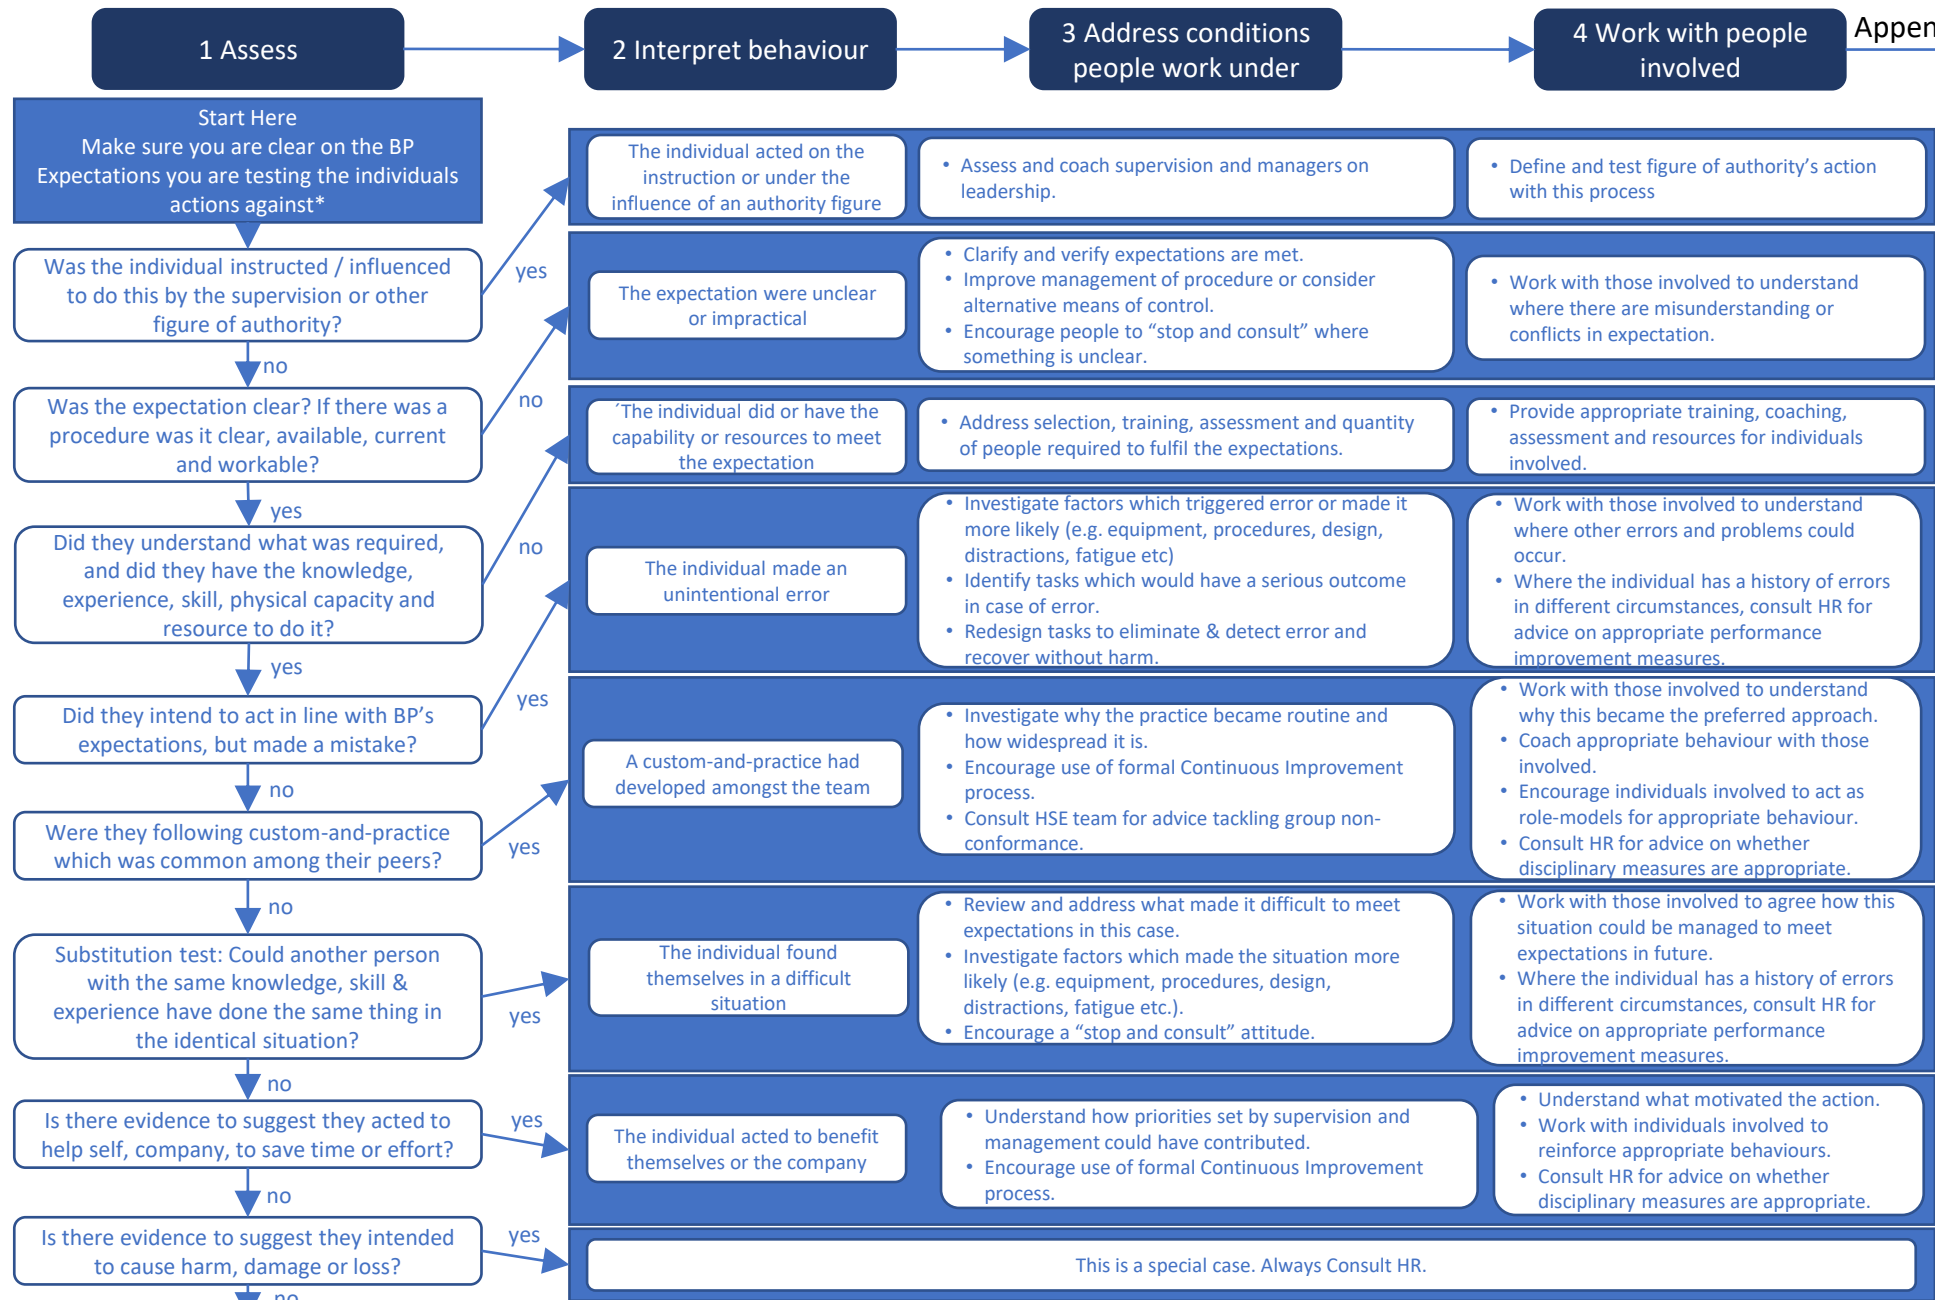 1 Assess
2 Interpret behaviour
3 Address conditions
people work under
4 Work with people
involved
Appen
Start Here
Make sure you are clear on the BP
Expectations you are testing the individuals
actions against*
Was the individual instructed / influenced
to do this by the supervision or other
figure of authority?
yes
no
The individual acted on the
instruction or under the
influence of an authority figure
• Assess and coach supervision and managers on
leadership.
• Define and test figure of authority's action
with this process
Was the expectation clear? If there was a
procedure was it clear, available, current
and workable?
no
yes
The expectation were unclear
or impractical
• Clarify and verify expectations are met.
• Improve management of procedure or consider
alternative means of control.
• Encourage people to “stop and consult” where
something is unclear.
• Work with those involved to understand
where there are misunderstanding or
conflicts in expectation.
Did they understand what was required,
and did they have the knowledge,
experience, skill, physical capacity and
resource to do it?
no
yes
´The individual did or have the
capability or resources to meet
the expectation
• Address selection, training, assessment and quantity
of people required to fulfil the expectations.
• Provide appropriate training, coaching,
assessment and resources for individuals
involved.
Did they intend to act in line with BP's
expectations, but made a mistake?
yes
no
The individual made an
unintentional error
• Investigate factors which triggered error or made it
more likely (e.g. equipment, procedures, design,
distractions, fatigue etc)
• Identify tasks which would have a serious outcome
in case of error.
• Redesign tasks to eliminate & detect error and
recover without harm.
• Work with those involved to understand
where other errors and problems could
occur.
• Where the individual has a history of errors
in different circumstances, consult HR for
advice on appropriate performance
improvement measures.
Were they following custom-and-practice
which was common among their peers?
yes
no
A custom-and-practice had
developed amongst the team
• Investigate why the practice became routine and
how widespread it is.
• Encourage use of formal Continuous Improvement
process.
• Consult HSE team for advice tackling group non-
conformance.
• Work with those involved to understand
why this became the preferred approach.
• Coach appropriate behaviour with those
involved.
• Encourage individuals involved to act as
role-models for appropriate behaviour.
• Consult HR for advice on whether
disciplinary measures are appropriate.
Substitution test: Could another person
with the same knowledge, skill &
experience have done the same thing in
the identical situation?
yes
no
The individual found
themselves in a difficult
situation
• Review and address what made it difficult to meet
expectations in this case.
• Investigate factors which made the situation more
likely (e.g. equipment, procedures, design,
distractions, fatigue etc.).
• Encourage a “stop and consult” attitude.
• Work with those involved to agree how this
situation could be managed to meet
expectations in future.
• Where the individual has a history of errors
in different circumstances, consult HR for
advice on appropriate performance
improvement measures.
Is there evidence to suggest they acted to
help self, company, to save time or effort?
yes
no
The individual acted to benefit
themselves or the company
• Understand how priorities set by supervision and
management could have contributed.
• Encourage use of formal Continuous Improvement
process.
• Understand what motivated the action.
• Work with individuals involved to
reinforce appropriate behaviours.
• Consult HR for advice on whether
disciplinary measures are appropriate.
Is there evidence to suggest they intended
to cause harm, damage or loss?
yes
no
This is a special case. Always Consult HR.